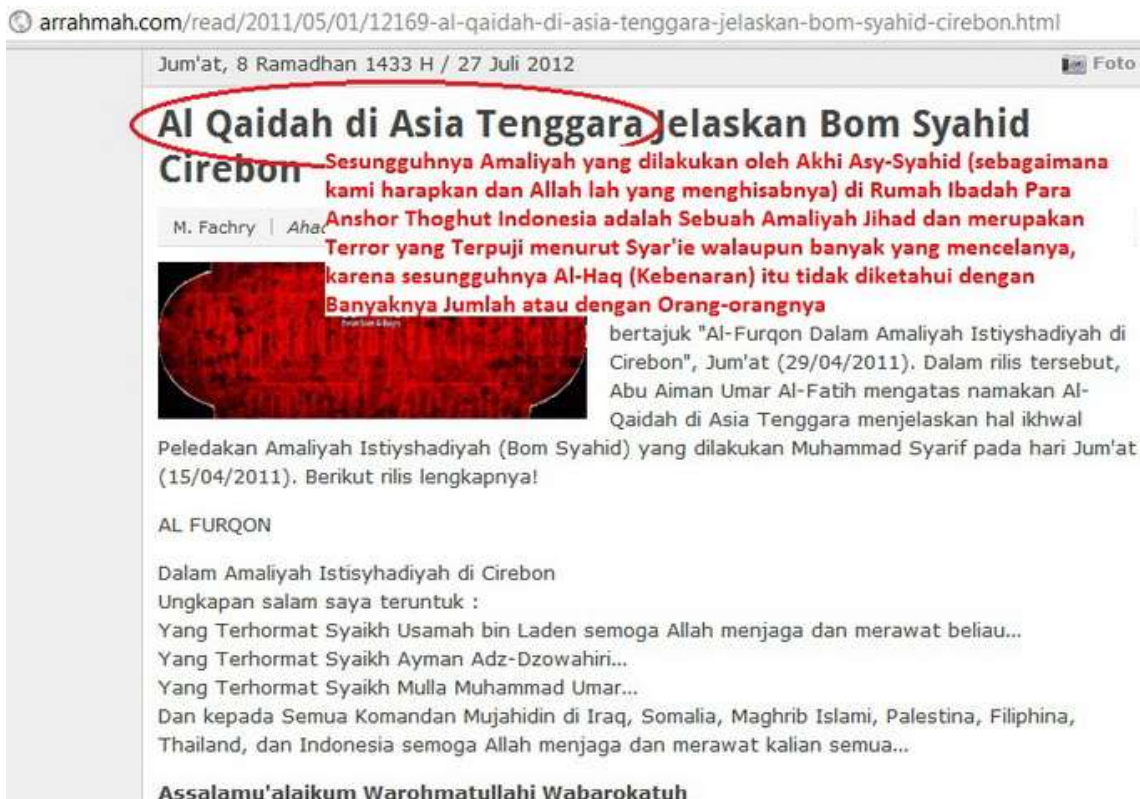 arrahmah.com/read/2011/05/01/12169-al-qaidah-di-asia-tenggara-jelaskan-bom-syahid-cirebon.html
Jum'at, 8 Ramadhan 1433 H / 27 Juli 2012 Foto
Al Qaidah di Asia Tenggara Jelaskan Bom Syahid
Cirebon
Sesungguhnya Amaliyah yang dilakukan oleh Akhi Asy-Syahid (sebagaimana
kami harapkan dan Allah lah yang menghisabnya) di Rumah Ibadah Para
Anshor Thoghut Indonesia adalah Sebuah Amaliyah Jihad dan merupakan
Terror yang Terpuji menurut Syar'ie walaupun banyak yang mencelanya,
karena sesungguhnya Al-Haq (Kebenaran) itu tidak diketahui dengan
Banyaknya Jumlah atau dengan Orang-orangnya
M. Fachry |
bertajuk "Al-Furqon Dalam Amaliyah Istiyshadiyah di
Cirebon", Jum'at (29/04/2011). Dalam rilis tersebut,
Abu Aiman Umar Al-Fatih mengatas namakan Al-
Qaidah di Asia Tenggara menjelaskan hal ikhwal
Peledakan Amaliyah Istiyshadiyah (Bom Syahid) yang dilakukan Muhammad Syarif pada hari Jum'at
(15/04/2011). Berikut rilis lengkapnya!
AL FURQON
Dalam Amaliyah Istisyhadiyah di Cirebon
Ungkapan salam saya teruntuk :
Yang Terhormat Syaikh Usamah bin Laden semoga Allah menjaga dan merawat beliau...
Yang Terhormat Syaikh Ayman Adz-Dzowahiri...
Yang Terhormat Syaikh Mulla Muhammad Umar...
Dan kepada Semua Komandan Mujahidin di Iraq, Somalia, Maghrib Islami, Palestina, Filiphina,
Thailand, dan Indonesia semoga Allah menjaga dan merawat kalian semua...
Assalamu'alaikum Warohmatullahi Wabarokatuh